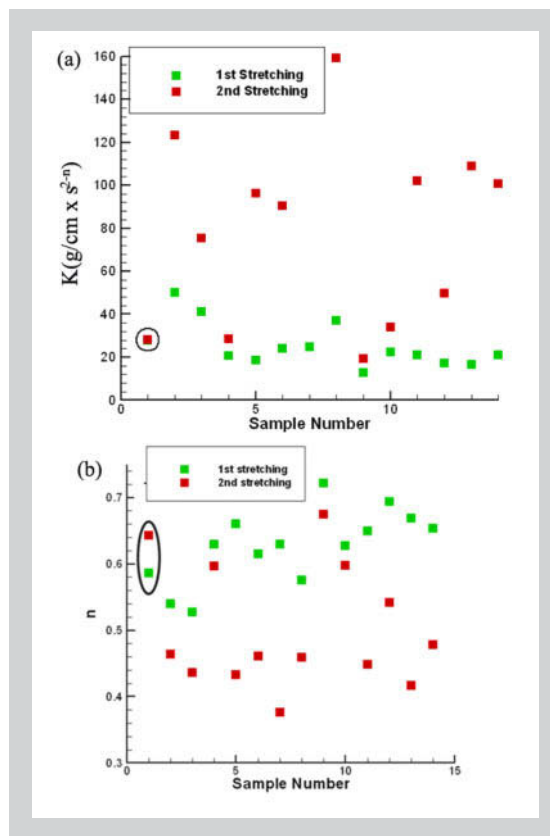 (a)
1st Stretching
2nd Stretching
160
140
120
100
80
60
40
20
0
K(g/cm x s²⁻ⁿ)
0
5
10
Sample Number
(b)
1st stretching
2nd stretching
0.7
0.6
0.5
0.4
0.3
n
0
5
10
15
Sample Number